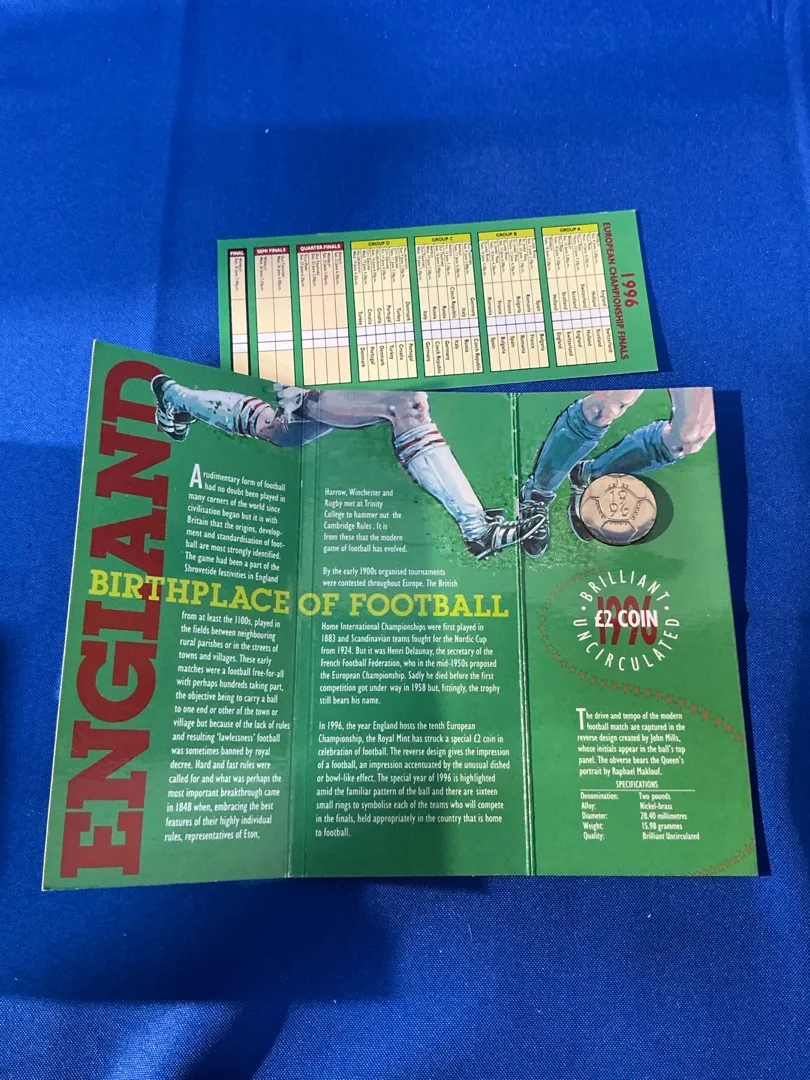 1996
EUROPEAN CHAMPIONSHIP FINALS
GROUP A
GROUP B
GROUP C
GROUP D
QUARTER FINALS
SEMI FINALS
FINAL
ENGLAND
BIRTHPLACE OF FOOTBALL
A rudimentary form of football
had no doubt been played in
many corners of the world since
civilisation began but it is with
Britain that the origins, develop-
ment and standardisation of foot-
ball are most strongly identified.
The game had been a part of the
Shrovetide festivities in England
from at least the 1100s, played in
the fields between neighbouring
rural parishes or in the streets of
towns and villages. These early
matches were a football free-for-all
with perhaps hundreds taking part,
the objective being to carry a ball
to one end or other of the town or
village but because of the lack of rules
and resulting 'lawlessness' football
was sometimes banned by royal
decree. Hard and fast rules were
called for and what was perhaps the
most important breakthrough came
in 1848 when, embracing the best
features of their highly individual
rules, representatives of Eton,
Harrow, Winchester and
Rugby met at Trinity
College to hammer out the
Cambridge Rules. It is
from these that the modern
game of football has evolved.
By the early 1900s organised tournaments
were contested throughout Europe. The British
Home International Championships were first played in
1883 and Scandinavian teams fought for the Nordic Cup
from 1924. But it was Henri Delaunay, the secretary of the
French Football Federation, who in the mid-1950s proposed
the European Championship. Sadly he died before the first
competition got under way in 1958 but, fittingly, the trophy
still bears his name.
In 1996, the year England hosts the tenth European
Championship, the Royal Mint has struck a special £2 coin in
celebration of football. The reverse design gives the impression
of a football, an impression accentuated by the unusual dished
or bowl-like effect. The special year of 1996 is highlighted
amid the familiar pattern of the ball and there are sixteen
small rings to symbolise each of the teams who will compete
in the finals, held appropriately in the country that is home
to football.
19
96
BRILLIANT
1996
£2 COIN
UNCIRCULATED
The drive and tempo of the modern
football match are captured in the
reverse design created by John Mills,
whose initials appear in the ball's top
panel. The obverse bears the Queen's
portrait by Raphael Maklouf.
SPECIFICATIONS
Denomination: Two pounds
Alloy: Nickel-brass
Diameter: 28.40 millimetres
Weight: 15.98 grammes
Quality: Brilliant Uncirculated